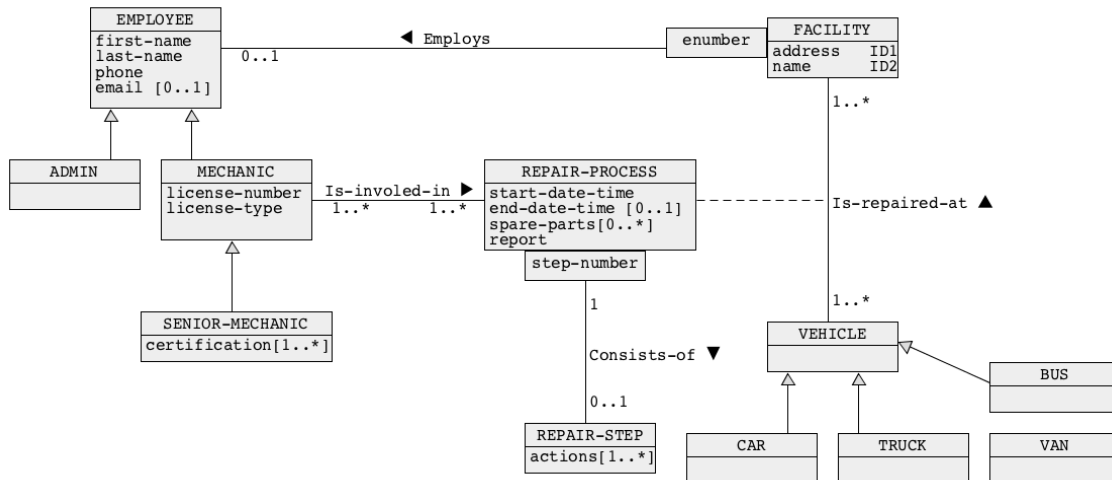 EMPLOYEE
first-name
last-name
phone
email [0..1]
◀ Employs
0..1
enumber
FACILITY
address ID1
name ID2
1..*
ADMIN
MECHANIC
license-number
license-type
Is-involed-in ▶
1..* 1..*
REPAIR-PROCESS
start-date-time
end-date-time [0..1]
spare-parts[0..*]
report
step-number
Is-repaired-at ▲
SENIOR-MECHANIC
certification[1..*]
1
Consists-of ▼
0..1
REPAIR-STEP
actions[1..*]
1..*
VEHICLE
BUS
CAR
TRUCK
VAN